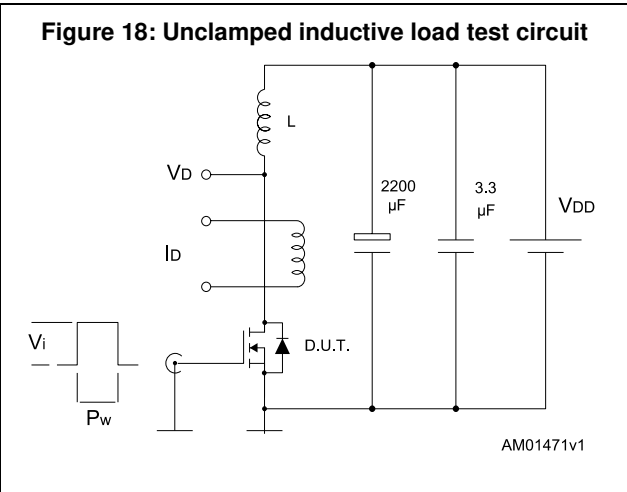 Figure 18: Unclamped inductive load test circuit
L
VD
2200
µF
3.3
µF
VDD
ID
Vi
D.U.T.
Pw
AM01471v1